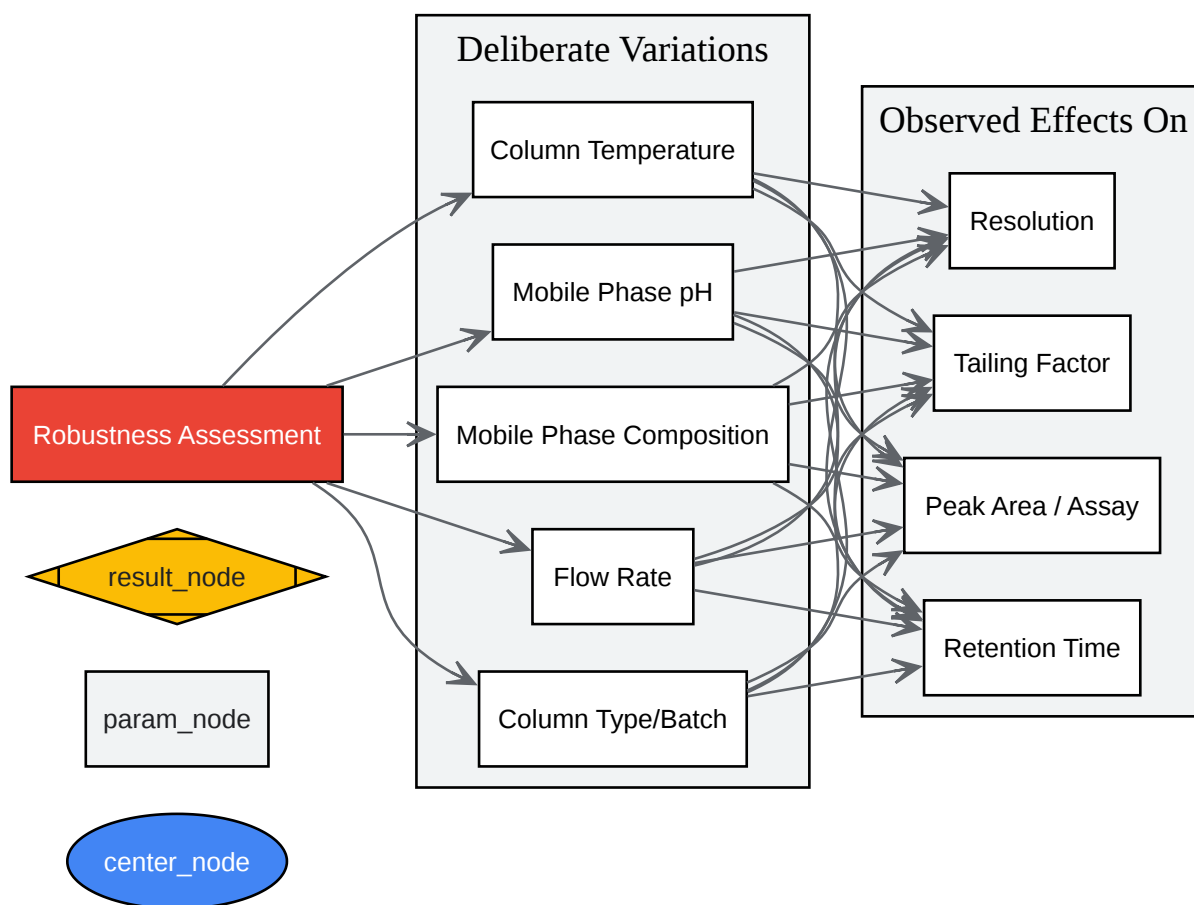 Deliberate Variations
Column Temperature
Mobile Phase pH
Mobile Phase Composition
Flow Rate
Column Type/Batch
Observed Effects On
Resolution
Tailing Factor
Peak Area / Assay
Retention Time
Robustness Assessment
result_node
param_node
center_node